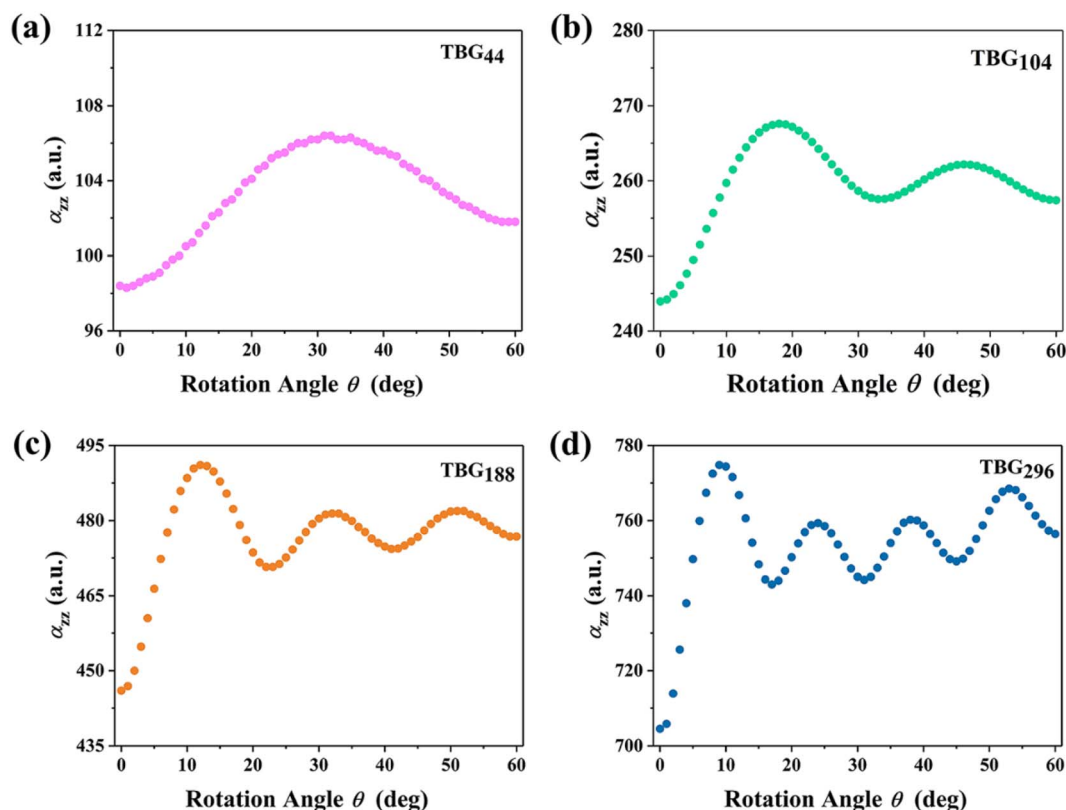 (a)
TBG44
112
108
104
100
96
αzz (a.u.)
0 10 20 30 40 50 60
Rotation Angle θ (deg)
(b)
TBG104
280
270
260
250
240
αzz (a.u.)
0 10 20 30 40 50 60
Rotation Angle θ (deg)
(c)
TBG188
495
480
465
450
435
αzz (a.u.)
0 10 20 30 40 50 60
Rotation Angle θ (deg)
(d)
TBG296
780
760
740
720
700
αzz (a.u.)
0 10 20 30 40 50 60
Rotation Angle θ (deg)